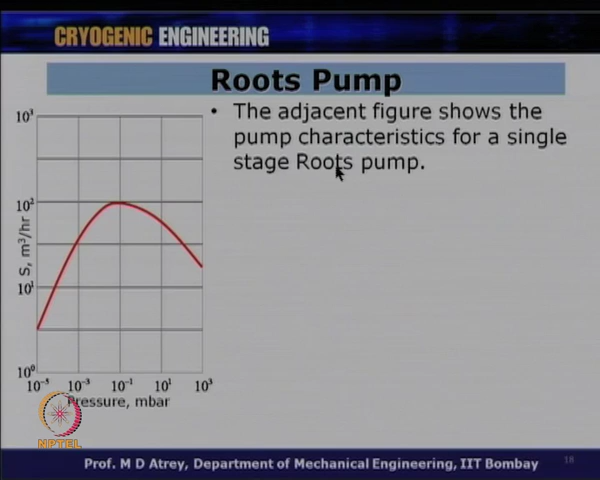 CRYOGENIC ENGINEERING
Roots Pump
• The adjacent figure shows the
pump characteristics for a single
stage Roots pump.
10³
10²
S, m³/hr
10¹
10⁰
10⁻⁵ 10⁻³ 10⁻¹ 10¹ 10³
Pressure, mbar
NPTEL
Prof. M D Atrey, Department of Mechanical Engineering, IIT Bombay
18